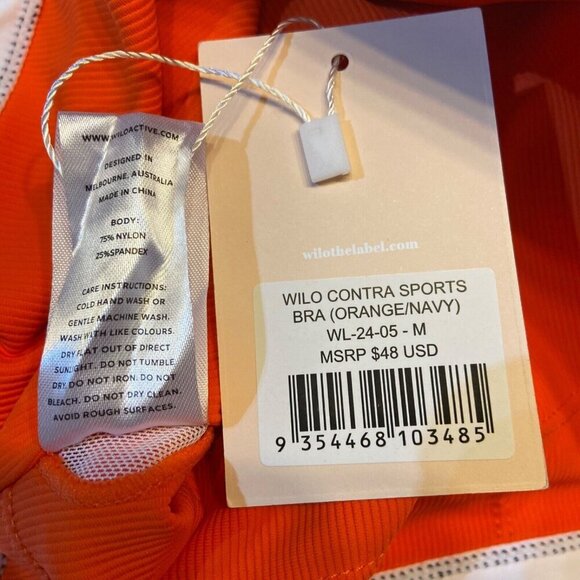 WWW.WILOACTIVE.COM
DESIGNED IN
MELBOURNE, AUSTRALIA
MADE IN CHINA
BODY:
75% NYLON
25%SPANDEX
CARE INSTRUCTIONS:
COLD HAND WASH OR
GENTLE MACHINE WASH.
WASH WITH LIKE COLOURS.
DRY FLAT OUT OF DIRECT
SUNLIGHT. DO NOT TUMBLE
DRY. DO NOT IRON. DO NOT
BLEACH. DO NOT DRY CLEAN.
AVOID ROUGH SURFACES.
wilothelabel.com
WILO CONTRA SPORTS
BRA (ORANGE/NAVY)
WL-24-05 - M
MSRP $48 USD
9 354468 103485